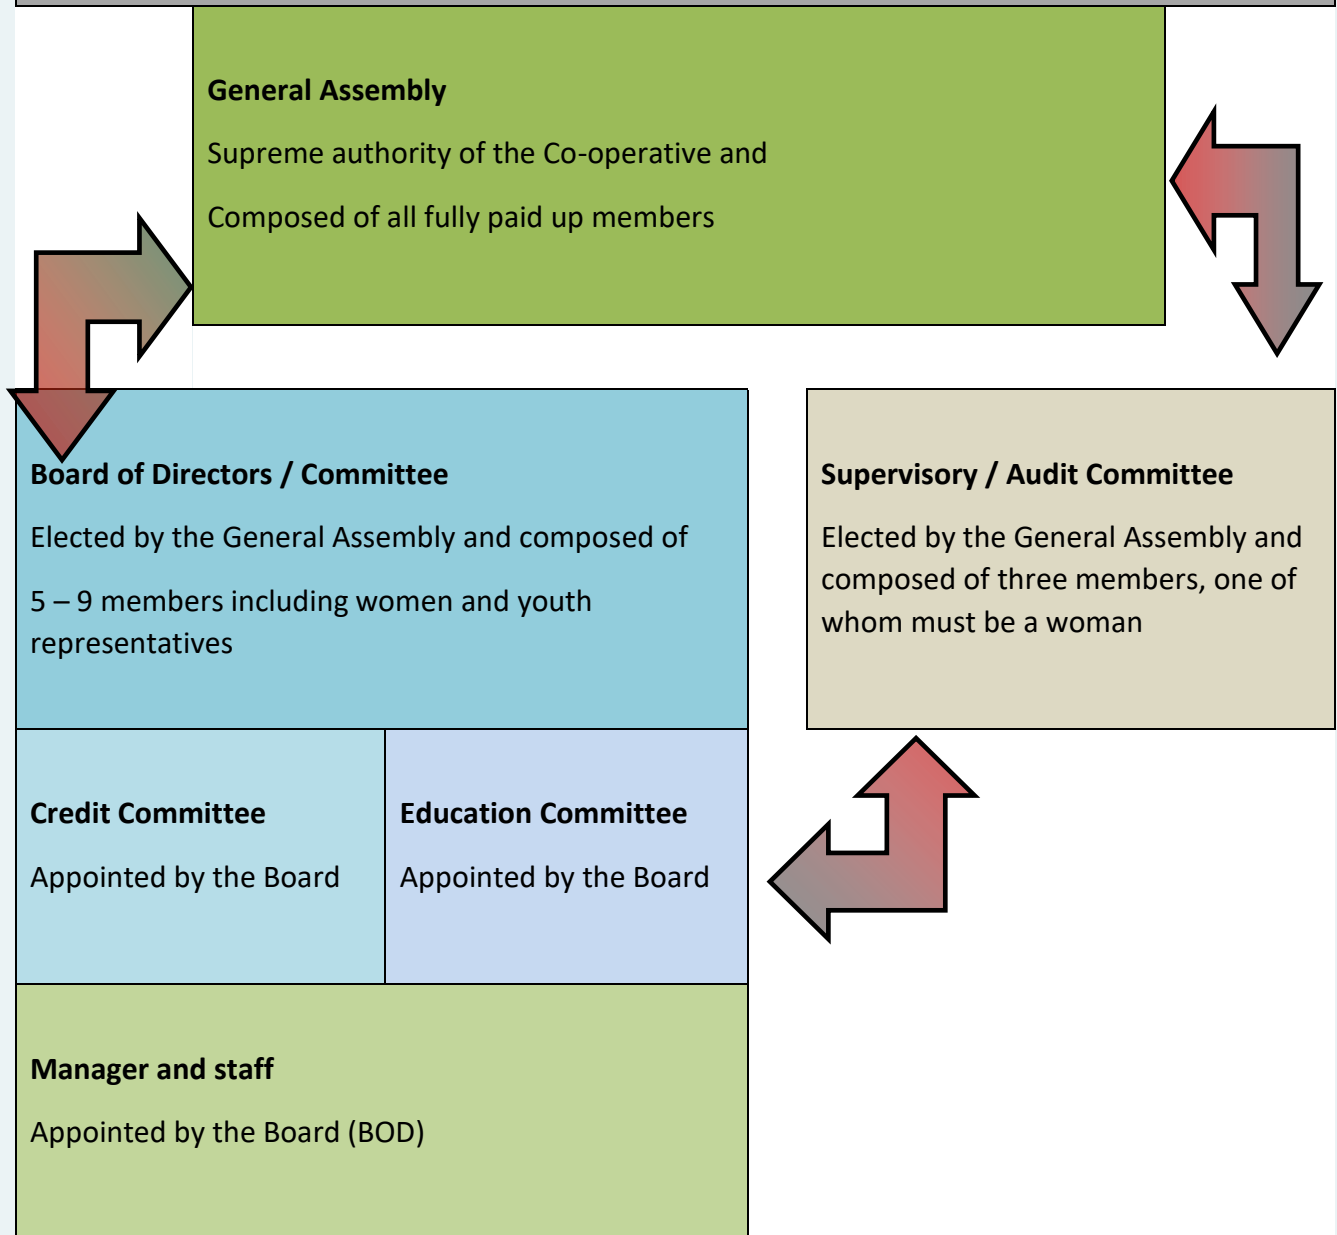 General Assembly
Supreme authority of the Co-operative and
Composed of all fully paid up members
Board of Directors / Committee
Elected by the General Assembly and composed of
5 – 9 members including women and youth
representatives
Supervisory / Audit Committee
Elected by the General Assembly and
composed of three members, one of
whom must be a woman
Credit Committee
Appointed by the Board
Education Committee
Appointed by the Board
Manager and staff
Appointed by the Board (BOD)